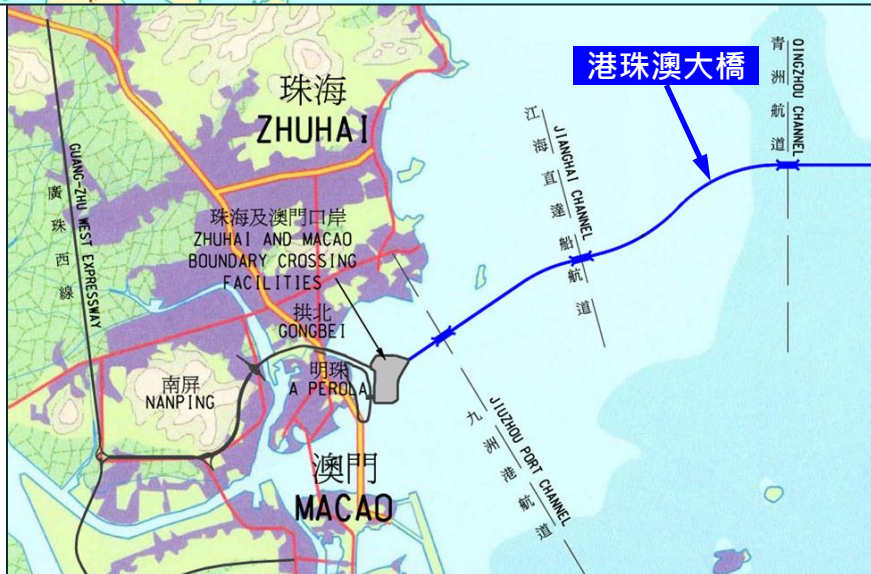 港珠澳大橋
青洲航道
QINGZHOU CHANNEL
珠海
ZHUHAI
江海直達船航道
JIANGHAI CHANNEL
GUANG-ZHU WEST EXPRESSWAY
廣珠西線
珠海及澳門口岸
ZHUHAI AND MACAO
BOUNDARY CROSSING
FACILITIES
拱北
GONGBEI
明珠
A PEROLA
南屏
NANPING
九洲港航道
JIUZHOU PORT CHANNEL
澳門
MACAO